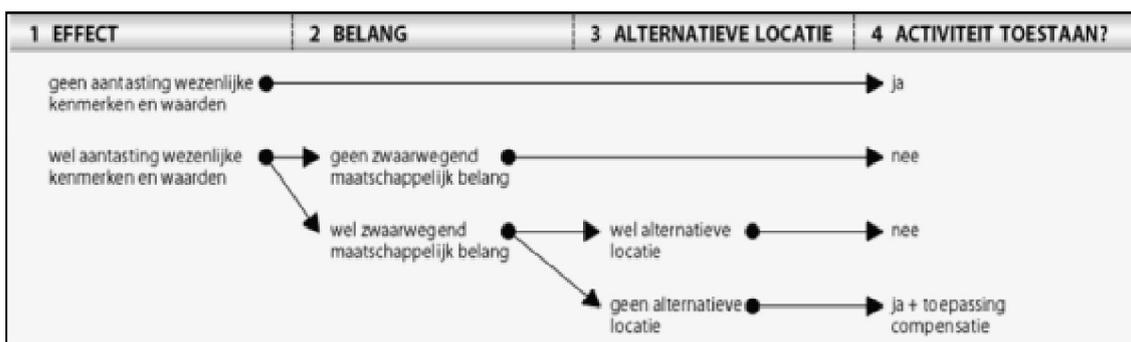 1 EFFECT 2 BELANG 3 ALTERNATIEVE LOCATIE 4 ACTIVITEIT TOESTAAN?
geen aantasting wezenlijke
kenmerken en waarden
ja
wel aantasting wezenlijke
kenmerken en waarden
geen zwaarwegend
maatschappelijk belang
nee
wel zwaarwegend
maatschappelijk belang
wel alternatieve
locatie
nee
geen alternatieve
locatie
ja + toepassing
compensatie